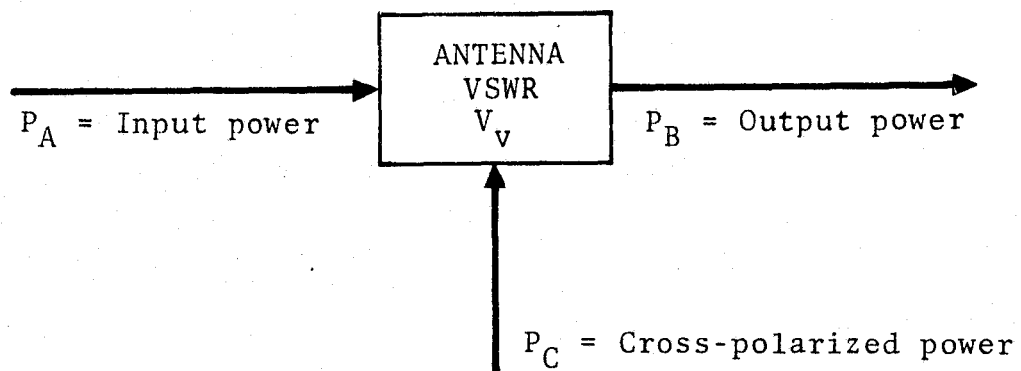 ANTENNA
VSWR
V_v
P_A = Input power
P_B = Output power
P_C = Cross-polarized power